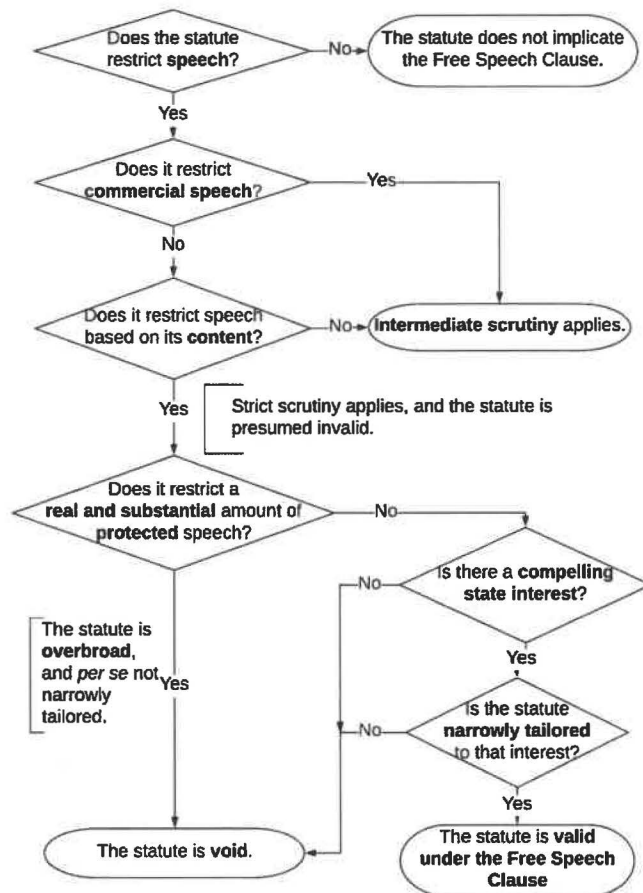 Does the statute
restrict speech?
No
The statute does not implicate
the Free Speech Clause.
Yes
Does it restrict
commercial speech?
Yes
No
Does it restrict speech
based on its content?
No
Intermediate scrutiny applies.
Yes
Strict scrutiny applies, and the statute is
presumed invalid.
Does it restrict a
real and substantial amount of
protected speech?
No
Is there a compelling
state interest?
No
The statute is
overbroad,
and per se not
narrowly
tailored.
Yes
Yes
Is the statute
narrowly tailored
to that interest?
No
Yes
The statute is void.
The statute is valid
under the Free Speech
Clause